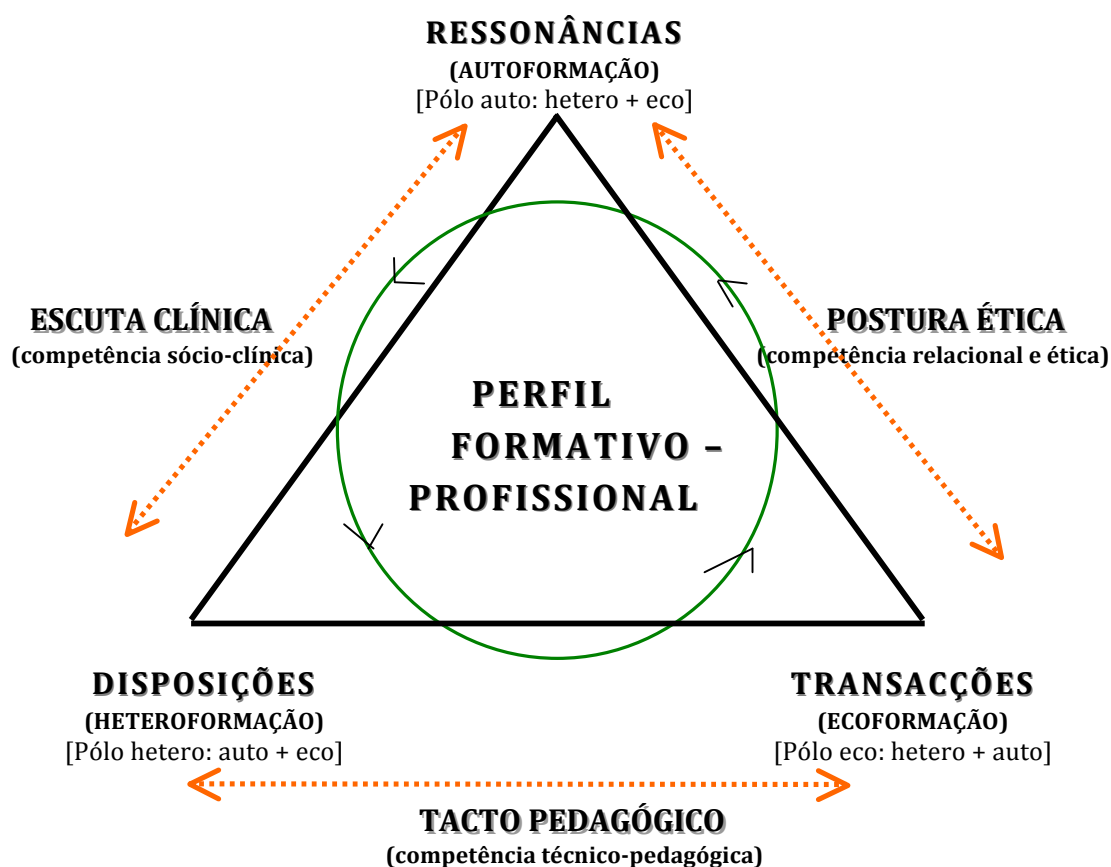 RESSONÂNCIAS
(AUTOFORMAÇÃO)
[Pólo auto: hetero + eco]
ESCUTA CLÍNICA
(competência sócio-clínica)
POSTURA ÉTICA
(competência relacional e ética)
PERFIL
FORMATIVO –
PROFISSIONAL
DISPOSIÇÕES
(HETEROFORMAÇÃO)
[Pólo hetero: auto + eco]
TRANSACÇÕES
(ECOFORMAÇÃO)
[Pólo eco: hetero + auto]
TACTO PEDAGÓGICO
(competência técnico-pedagógica)